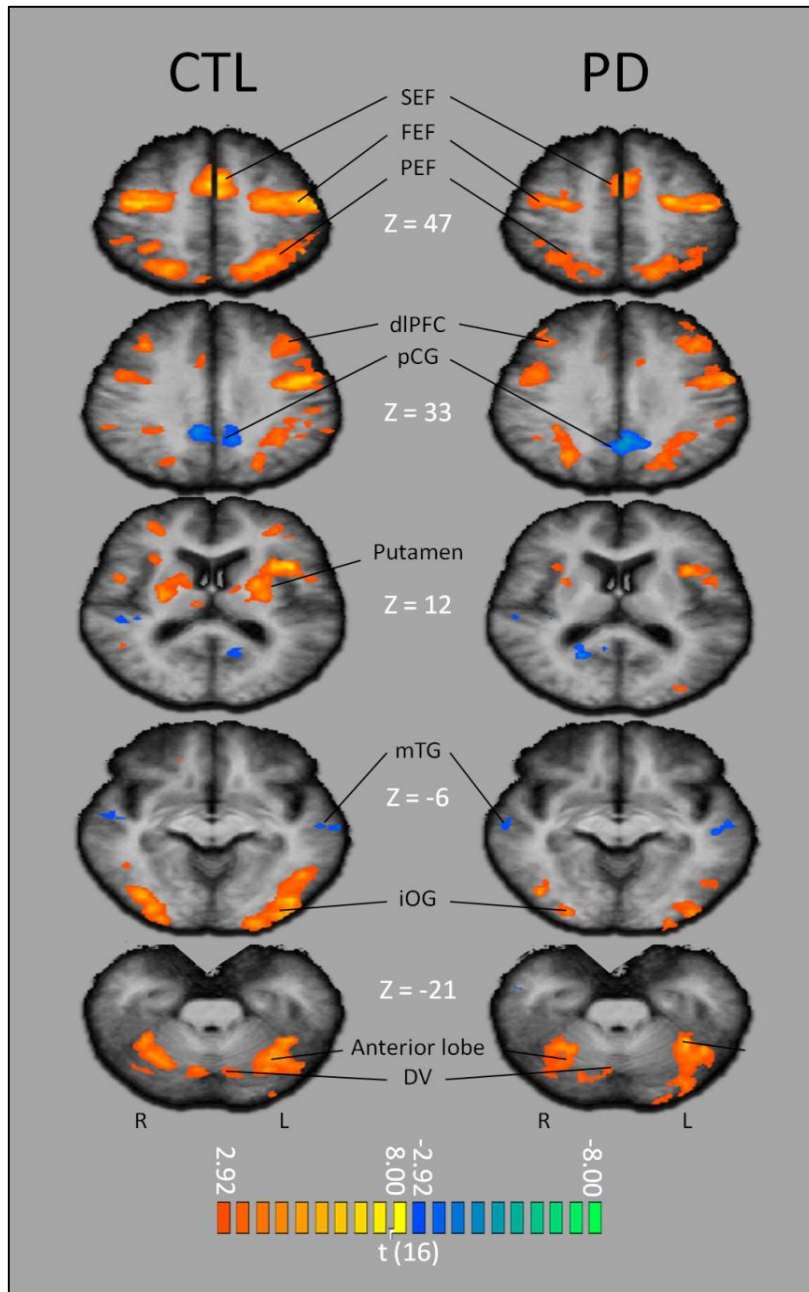 CTL PD
SEF
FEF
PEF
Z = 47
dlPFC
pCG
Z = 33
Putamen
Z = 12
mTG
Z = -6
iOG
Z = -21
Anterior lobe
DV
R L R L
2.92 8.00 -2.92 -8.00
t (16)